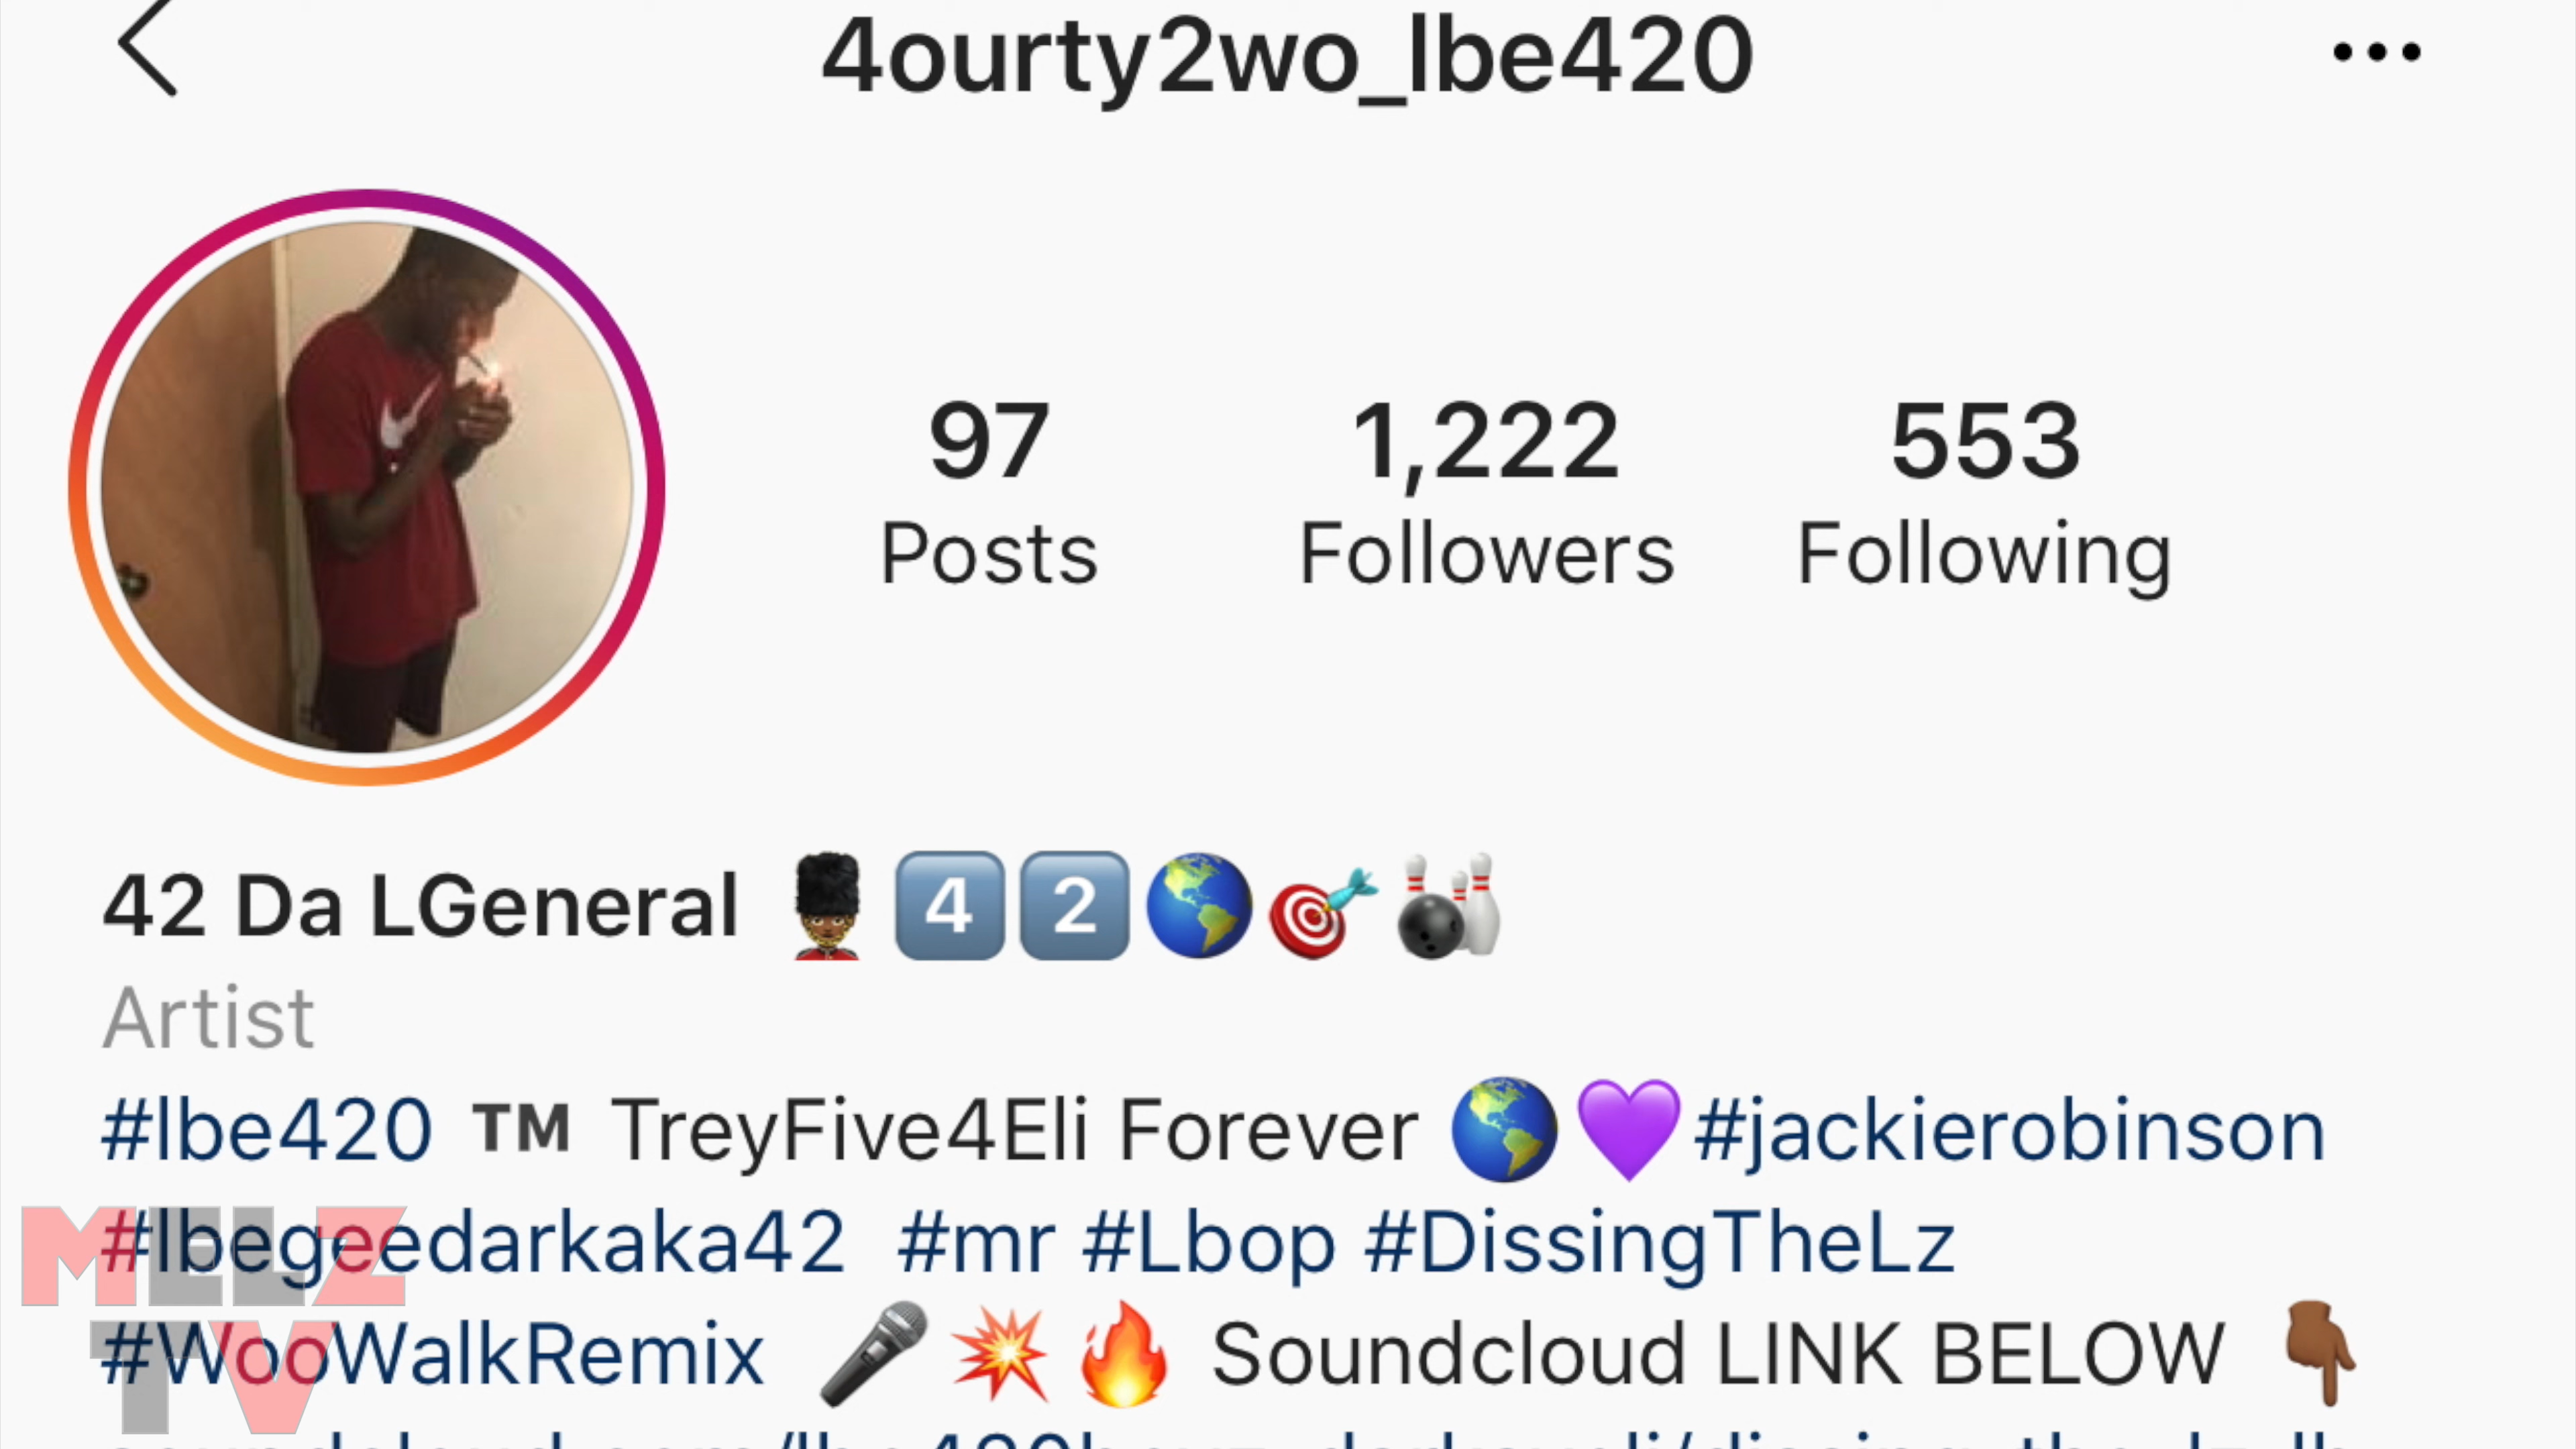 4ourty2wo_lbe420
97 1,222 553
Posts Followers Following
42 Da LGeneral 💂🏾 4️⃣2️⃣🌎🎯🎳
Artist
#lbe420 ™️ TreyFive4Eli Forever 🌎💜#jackierobinson
#lbegeedarkaka42 #mr #Lbop #DissingTheLz
#WooWalkRemix 🎤💥🔥 Soundcloud LINK BELOW 👇🏾
MLLZ
TV